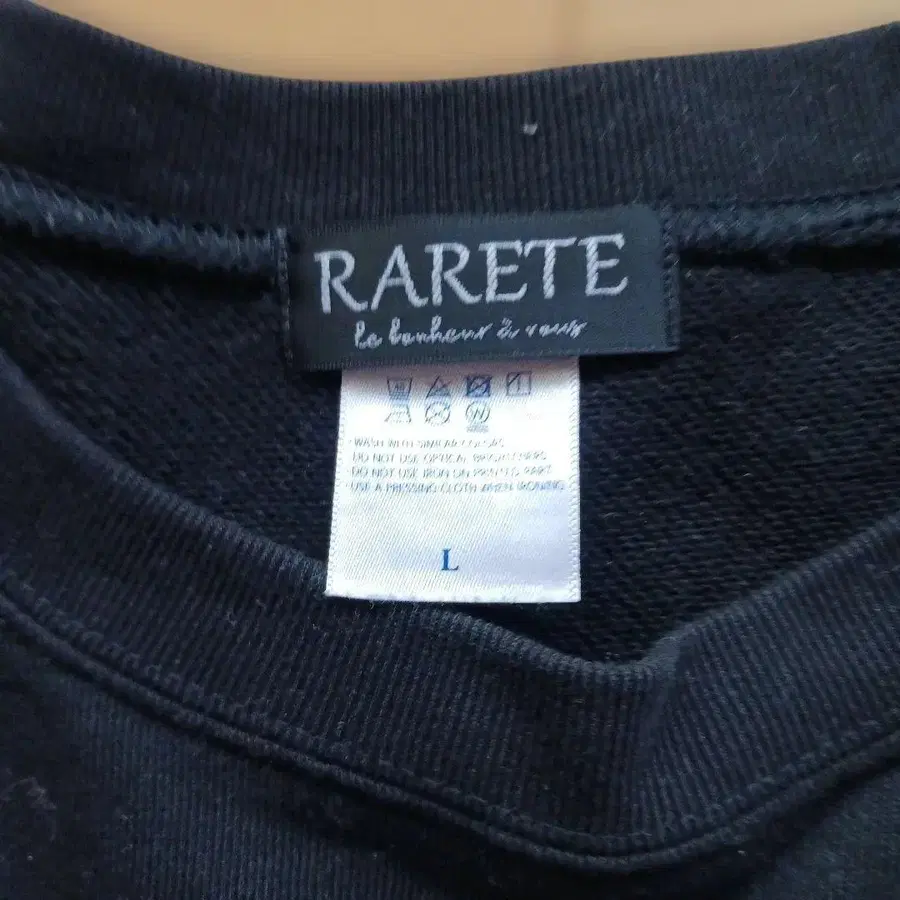 RARETE
le bonheur à vous
WASH WITH SIMILAR COLORS
DO NOT USE OPTICAL BRIGHTENERS
DO NOT USE IRON ON PRINTED PART
USE A PRESSING CLOTH WHEN IRONING
L